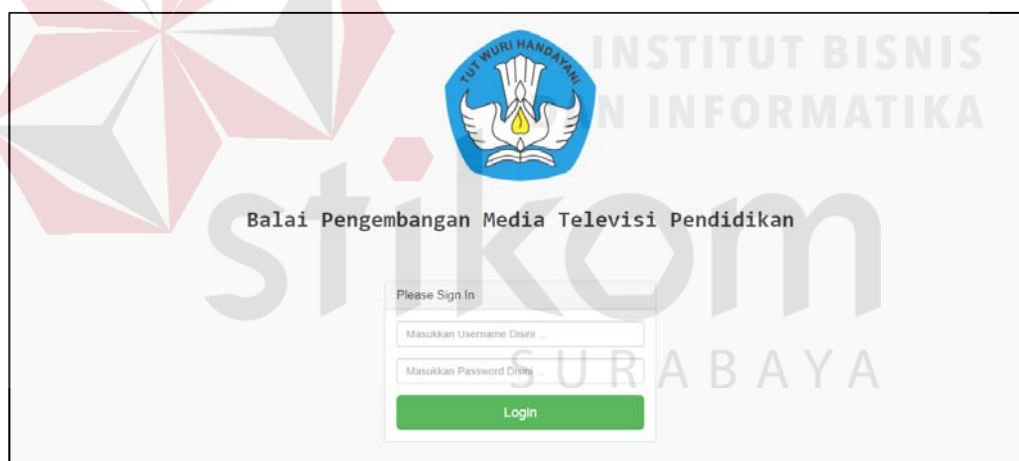 TUT WURI HANDAYANI
INSTITUT BISNIS
N INFORMATIKA
stikom
Balai Pengembangan Media Televisi Pendidikan
Please Sign In
Masukkan Username Disini ...
Masukkan Password Disini ...
SURABAYA
Login